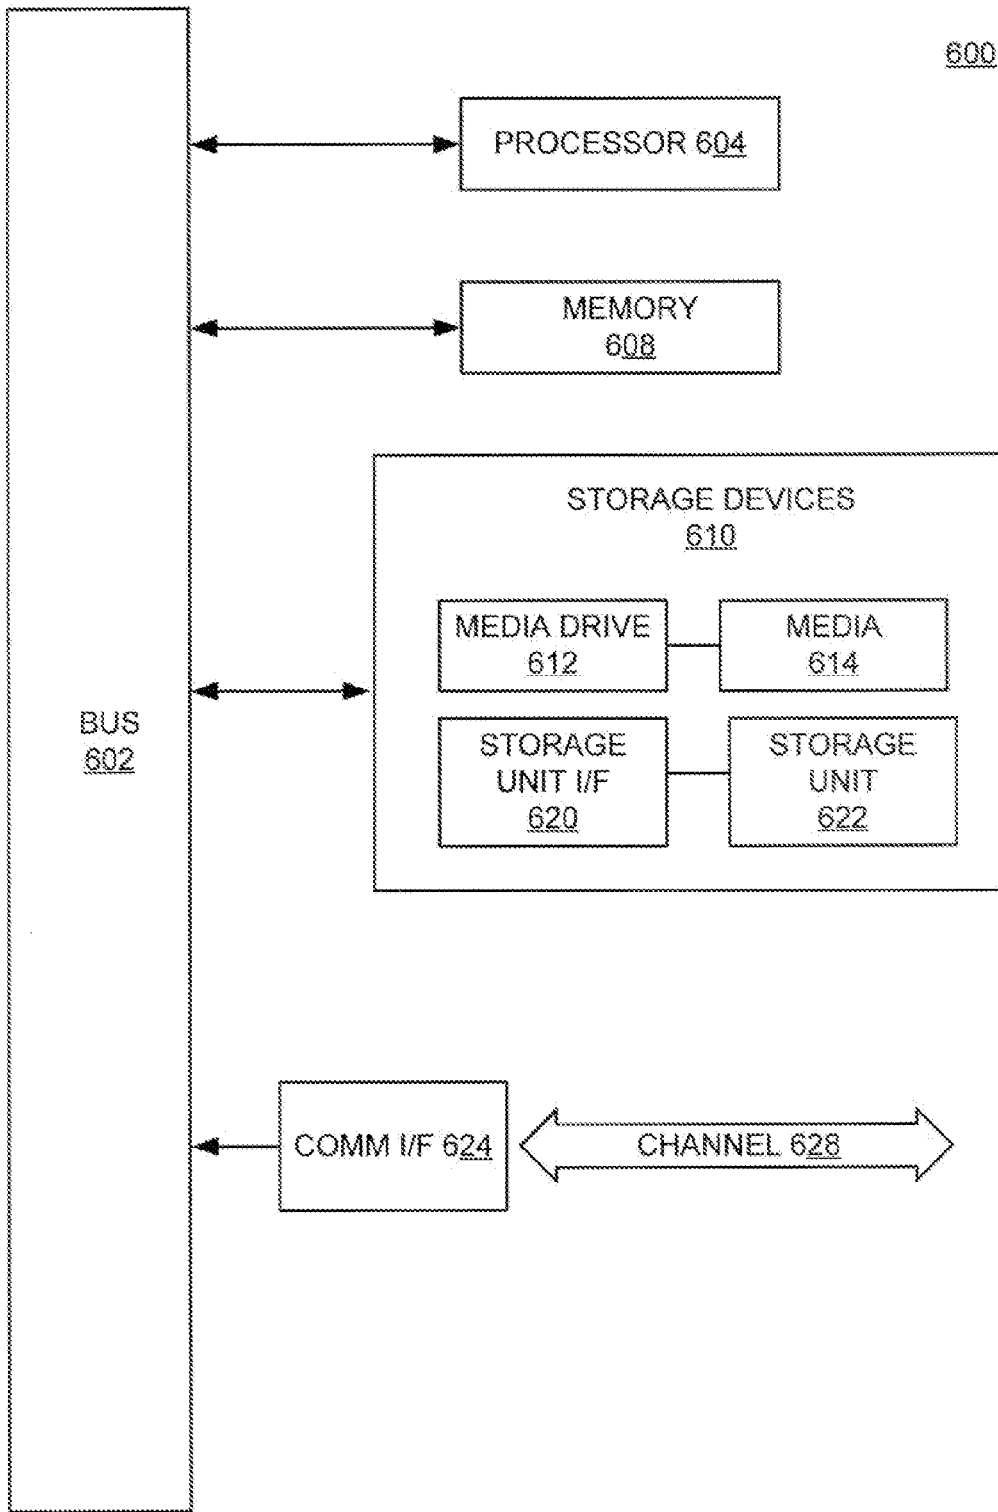 600
PROCESSOR 604
MEMORY
608
STORAGE DEVICES
610
MEDIA DRIVE
612
MEDIA
614
BUS
602
STORAGE
UNIT I/F
620
STORAGE
UNIT
622
COMM I/F 624
CHANNEL 628